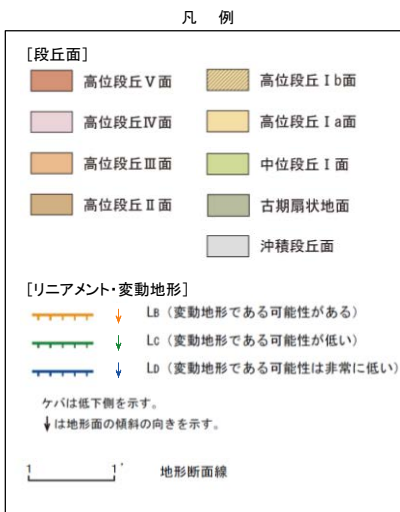 凡 例
[段丘面]
高位段丘Ⅴ面
高位段丘Ⅳ面
高位段丘Ⅲ面
高位段丘Ⅱ面
高位段丘Ⅰb面
高位段丘Ⅰa面
中位段丘Ⅰ面
古期扇状地面
沖積段丘面
[リニアメント・変動地形]
LB（変動地形である可能性がある）
LC（変動地形である可能性が低い）
LD（変動地形である可能性は非常に低い）
ケバは低下側を示す。
↓は地形面の傾斜の向きを示す。
1 1' 地形断面線